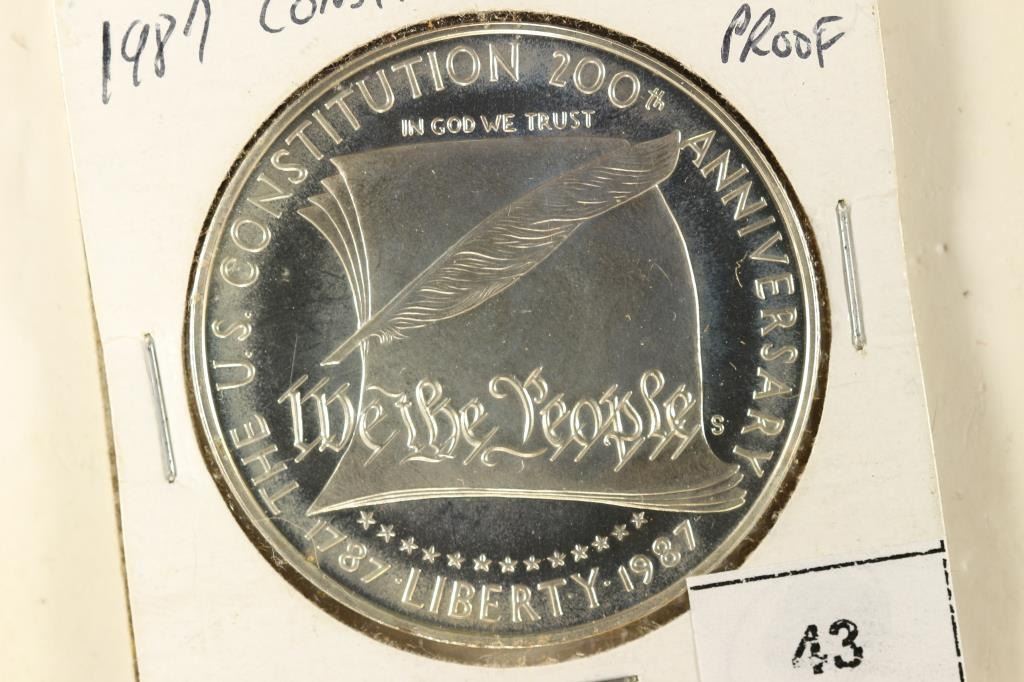 1987
PROOF
THE U.S. CONSTITUTION 200th ANNIVERSARY
IN GOD WE TRUST
We the People
S
1787 · LIBERTY · 1987
43